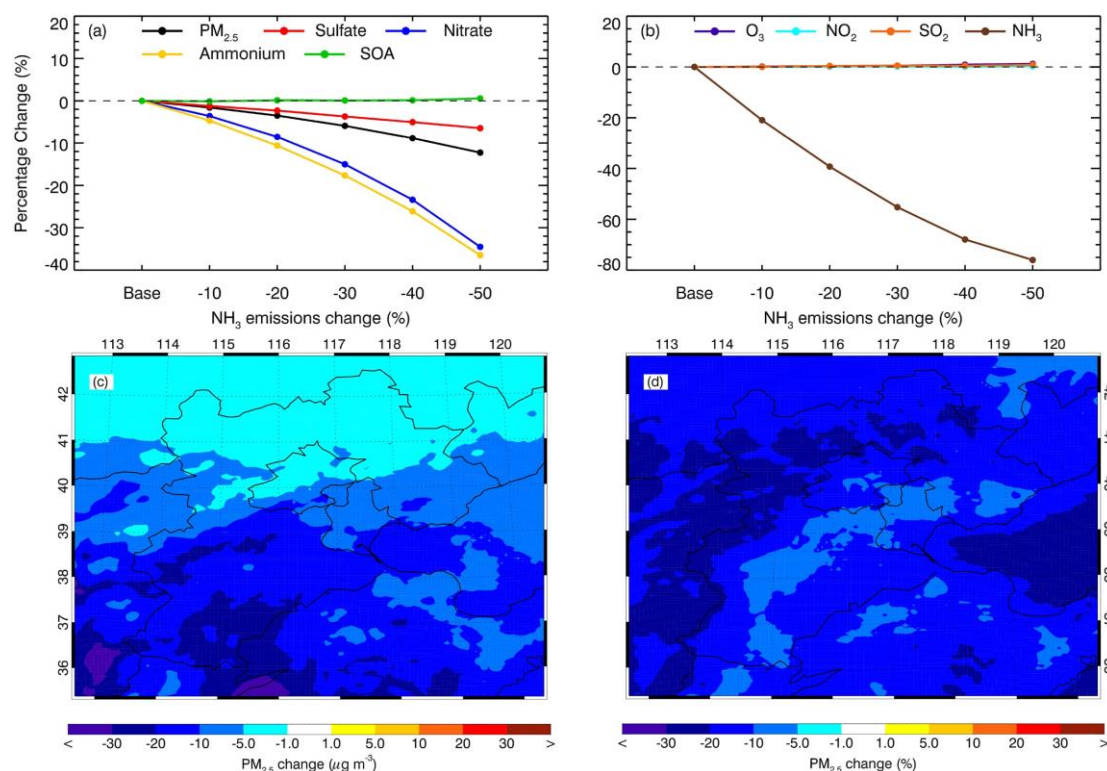 (a) PM2.5 Sulfate Nitrate
Ammonium SOA
20
10
0
-10
-20
-30
-40
Percentage Change (%)
Base -10 -20 -30 -40 -50
NH3 emissions change (%)
(b) O3 NO2 SO2 NH3
20
0
-20
-40
-60
-80
Base -10 -20 -30 -40 -50
NH3 emissions change (%)
113 114 115 116 117 118 119 120
(c)
42
41
40
39
38
37
36
< -30 -20 -10 -5.0 -1.0 1.0 5.0 10 20 30 >
PM2.5 change (μg m-3)
113 114 115 116 117 118 119 120
(d)
< -30 -20 -10 -5.0 -1.0 1.0 5.0 10 20 30 >
PM2.5 change (%)